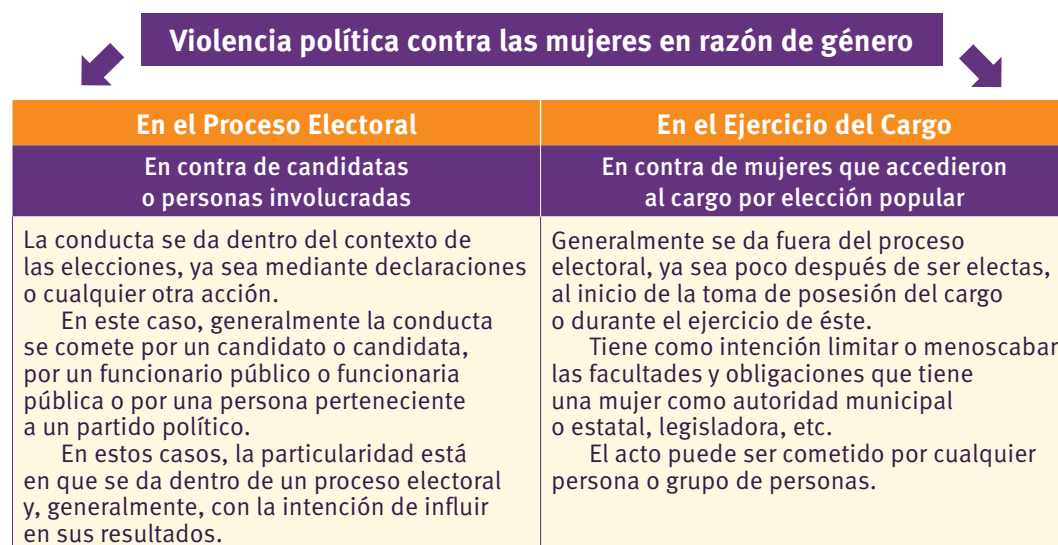 Violencia política contra las mujeres en razón de género
En el Proceso Electoral
En contra de candidatas
o personas involucradas
La conducta se da dentro del contexto de
las elecciones, ya sea mediante declaraciones
o cualquier otra acción.
En este caso, generalmente la conducta
se comete por un candidato o candidata,
por un funcionario público o funcionaria
pública o por una persona perteneciente
a un partido político.
En estos casos, la particularidad está
en que se da dentro de un proceso electoral
y, generalmente, con la intención de influir
en sus resultados.
En el Ejercicio del Cargo
En contra de mujeres que accedieron
al cargo por elección popular
Generalmente se da fuera del proceso
electoral, ya sea poco después de ser electas,
al inicio de la toma de posesión del cargo
o durante el ejercicio de éste.
Tiene como intención limitar o menoscabar
las facultades y obligaciones que tiene
una mujer como autoridad municipal
o estatal, legisladora, etc.
El acto puede ser cometido por cualquier
persona o grupo de personas.